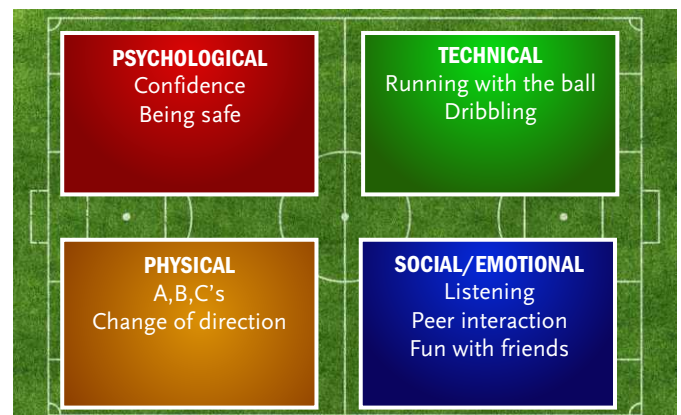 PSYCHOLOGICAL
Confidence
Being safe
TECHNICAL
Running with the ball
Dribbling
PHYSICAL
A,B,C’s
Change of direction
SOCIAL/EMOTIONAL
Listening
Peer interaction
Fun with friends